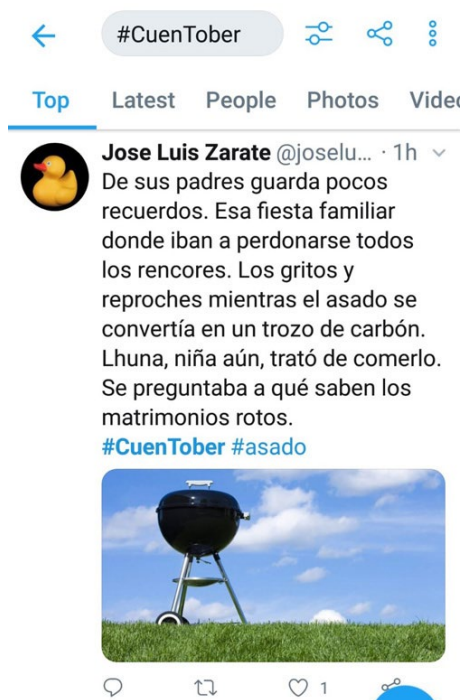 #CuenTober
Top Latest People Photos Videc
Jose Luis Zarate @joselu... · 1h
De sus padres guarda pocos
recuerdos. Esa fiesta familiar
donde iban a perdonarse todos
los rencores. Los gritos y
reproches mientras el asado se
convertía en un trozo de carbón.
Lhuna, niña aún, trató de comerlo.
Se preguntaba a qué saben los
matrimonios rotos.
#CuenTober #asado
1